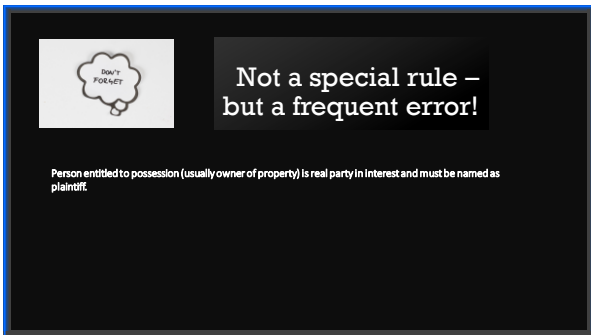 DON'T
FORGET
Not a special rule –
but a frequent error!
Person entitled to possession (usually owner of property) is real party in interest and must be named as
plaintiff.